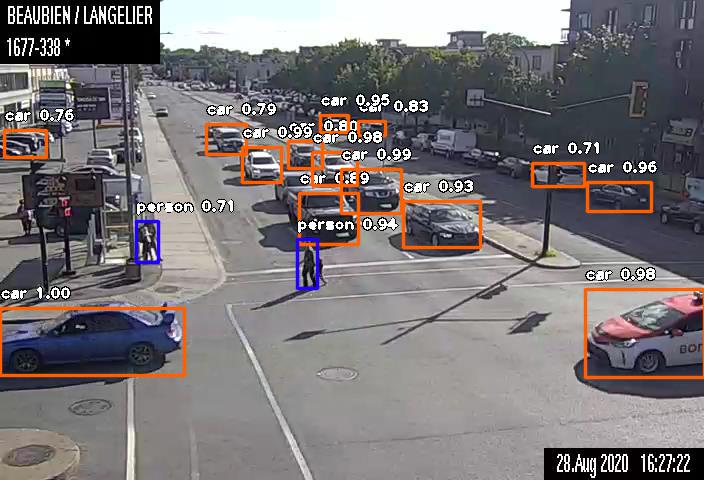 BEAUBIEN / LANGELIER
1677-338 *
car 0.95
car 0.83
car 0.79
car 0.76
car 0.99
car 0.98
car 0.71
car 0.99
car 0.96
car 0.89
car 0.93
person 0.71
person 0.94
car 0.98
car 1.00
BON
28.Aug 2020 16:27:22